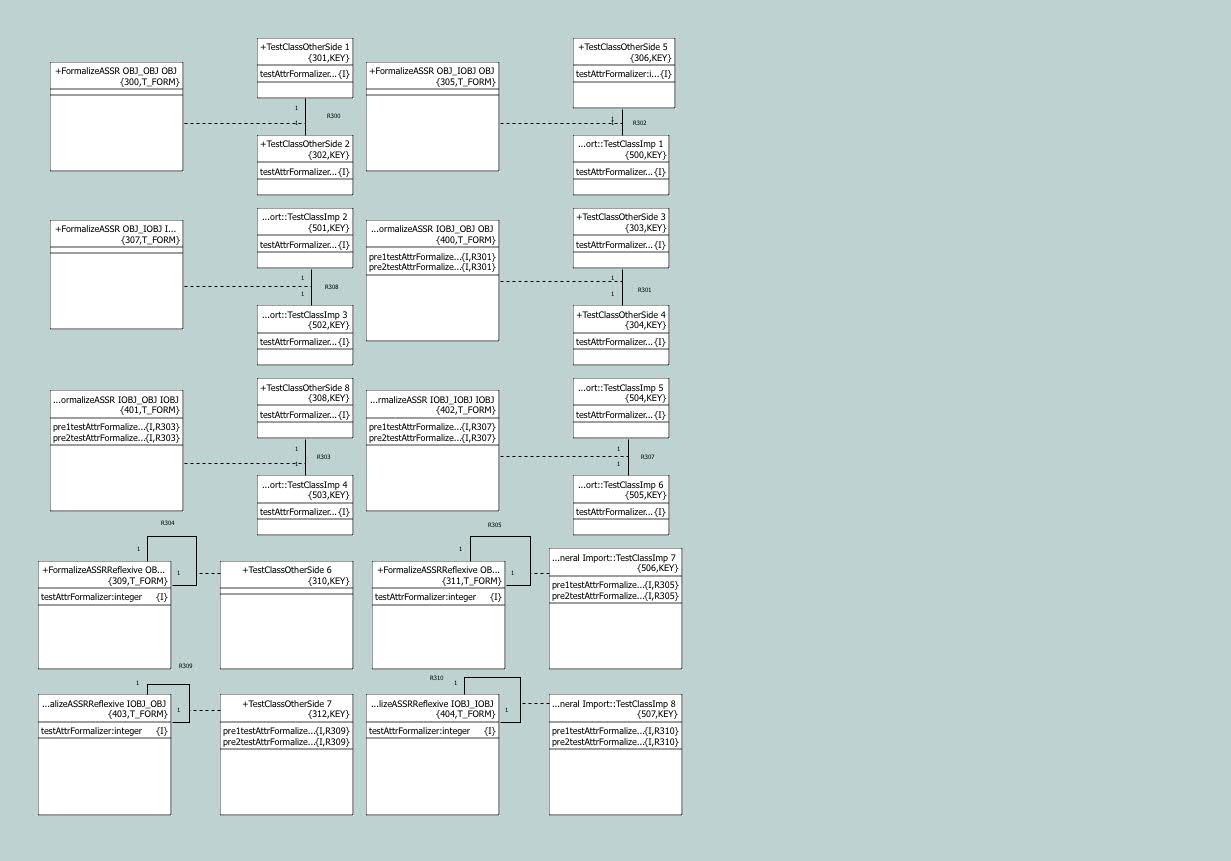 +TestClassOtherSide 1
{301,KEY}
testAttrFormalizer... {I}
+FormalizeASSR OBJ_OBJ OBJ
{300,T_FORM}
1
R300
1
+TestClassOtherSide 2
{302,KEY}
testAttrFormalizer... {I}
+TestClassOtherSide 5
{306,KEY}
testAttrFormalizer:i... {I}
+FormalizeASSR OBJ_IOBJ OBJ
{305,T_FORM}
1
R302
1
...ort::TestClassImp 1
{500,KEY}
testAttrFormalizer... {I}
+FormalizeASSR OBJ_IOBJ I...
{307,T_FORM}
...ort::TestClassImp 2
{501,KEY}
testAttrFormalizer... {I}
1
R308
1
...ort::TestClassImp 3
{502,KEY}
testAttrFormalizer... {I}
...ormalizeASSR IOBJ_OBJ OBJ
{400,T_FORM}
pre1testAttrFormalize...{I,R301}
pre2testAttrFormalize...{I,R301}
+TestClassOtherSide 3
{303,KEY}
testAttrFormalizer... {I}
1
R301
1
+TestClassOtherSide 4
{304,KEY}
testAttrFormalizer... {I}
...ormalizeASSR IOBJ_OBJ IOBJ
{401,T_FORM}
pre1testAttrFormalize...{I,R303}
pre2testAttrFormalize...{I,R303}
+TestClassOtherSide 8
{308,KEY}
testAttrFormalizer... {I}
1
R303
1
...ort::TestClassImp 4
{503,KEY}
testAttrFormalizer... {I}
...rmalizeASSR IOBJ_IOBJ IOBJ
{402,T_FORM}
pre1testAttrFormalize...{I,R307}
pre2testAttrFormalize...{I,R307}
...ort::TestClassImp 5
{504,KEY}
testAttrFormalizer... {I}
1
R307
1
...ort::TestClassImp 6
{505,KEY}
testAttrFormalizer... {I}
R304
1
+FormalizeASSRReflexive OB...
{309,T_FORM}
1
testAttrFormalizer:integer {I}
+TestClassOtherSide 6
{310,KEY}
R305
1
+FormalizeASSRReflexive OB...
{311,T_FORM}
1
testAttrFormalizer:integer {I}
...neral Import::TestClassImp 7
{506,KEY}
pre1testAttrFormalize...{I,R305}
pre2testAttrFormalize...{I,R305}
R309
1
...alizeASSRReflexive IOBJ_OBJ
{403,T_FORM}
1
testAttrFormalizer:integer {I}
+TestClassOtherSide 7
{312,KEY}
pre1testAttrFormalize...{I,R309}
pre2testAttrFormalize...{I,R309}
R310
1
...lizeASSRReflexive IOBJ_IOBJ
{404,T_FORM}
1
testAttrFormalizer:integer {I}
...neral Import::TestClassImp 8
{507,KEY}
pre1testAttrFormalize...{I,R310}
pre2testAttrFormalize...{I,R310}